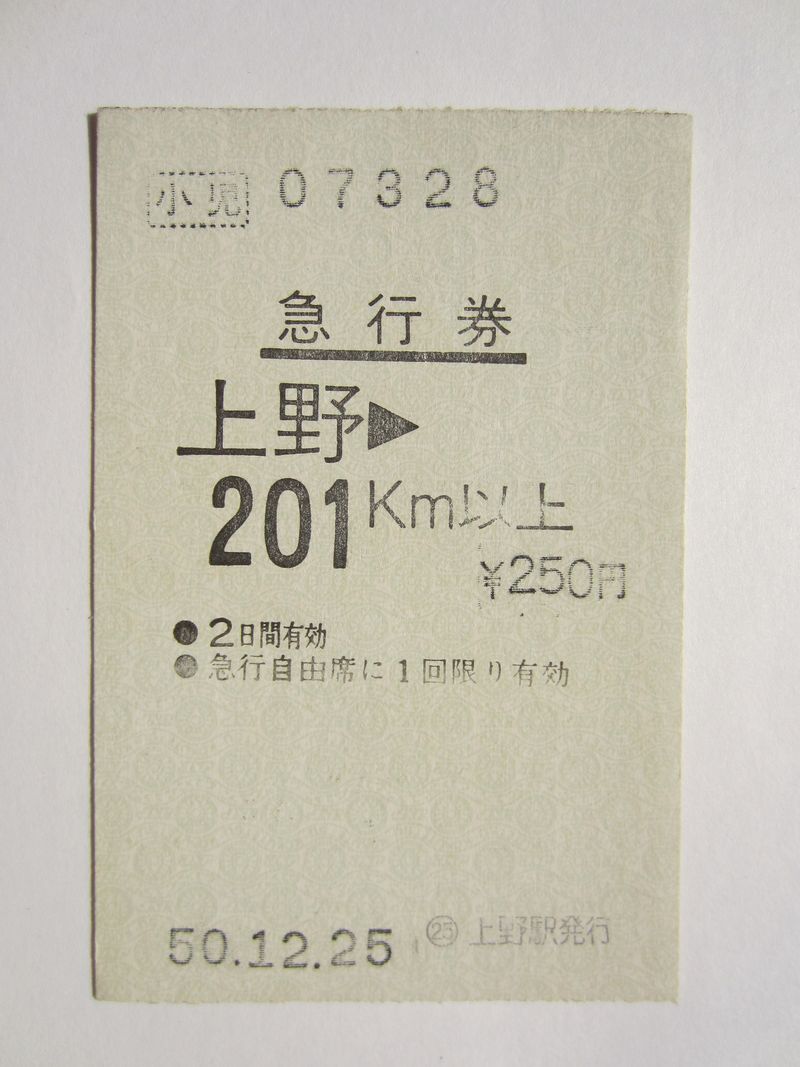 小児 07328
急行券
上野▶
201Km以上
¥250円
●2日間有効
●急行自由席に1回限り有効
50.12.25 ㉕ 上野駅発行